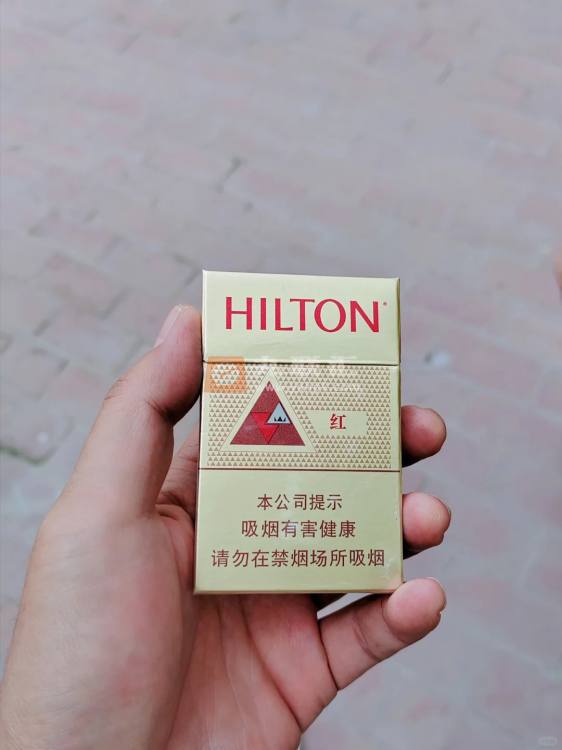 HILTON®
红
本公司提示
吸烟有害健康
请勿在禁烟场所吸烟